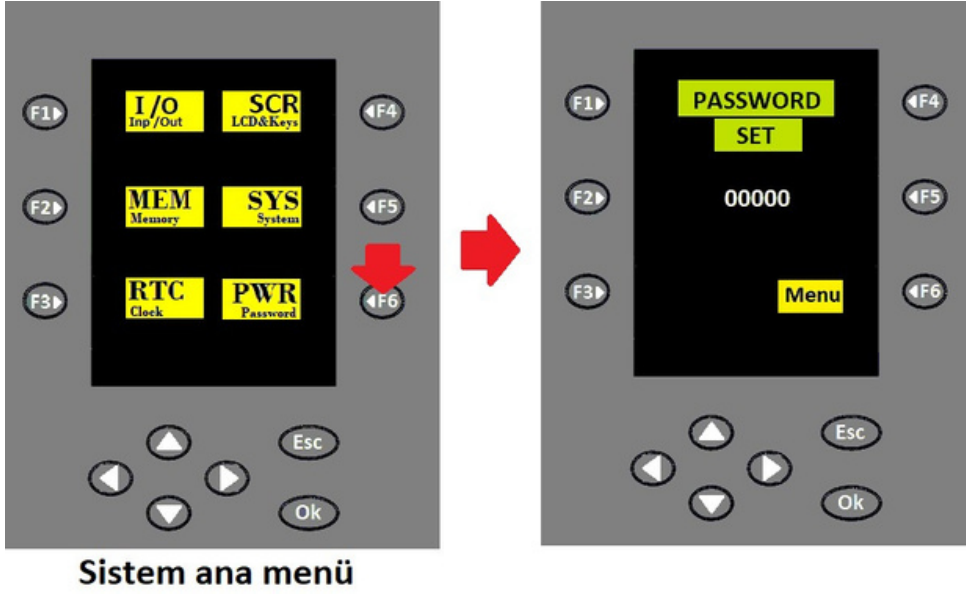 F1 I/O SCR F4
Inp/Out LCD&Keys
F2 MEM SYS F5
Memory System
F3 RTC PWR F6
Clock Password
Esc
Ok
Sistem ana menü
F1 PASSWORD F4
SET
F2 00000 F5
F3 Menu F6
Esc
Ok